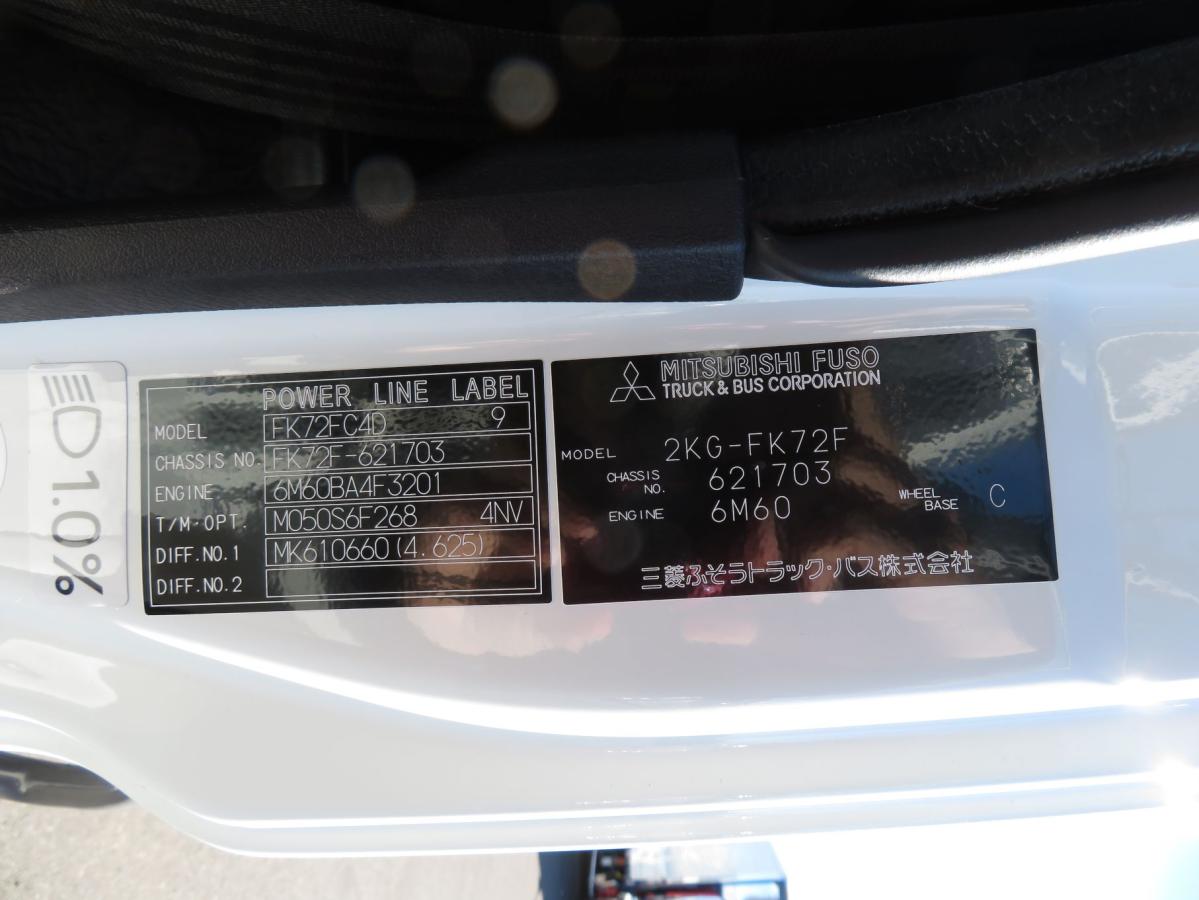 1.0%
POWER LINE LABEL
MODEL FK72FC4D 9
CHASSIS NO. FK72F-621703
ENGINE 6M60BA4F3201
T/M・OPT. M050S6F268 4NV
DIFF.NO.1 MK610660(4.625)
DIFF.NO.2
MITSUBISHI FUSO
TRUCK & BUS CORPORATION
MODEL 2KG-FK72F
CHASSIS NO. 621703
ENGINE 6M60 WHEEL BASE C
三菱ふそうトラック・バス株式会社